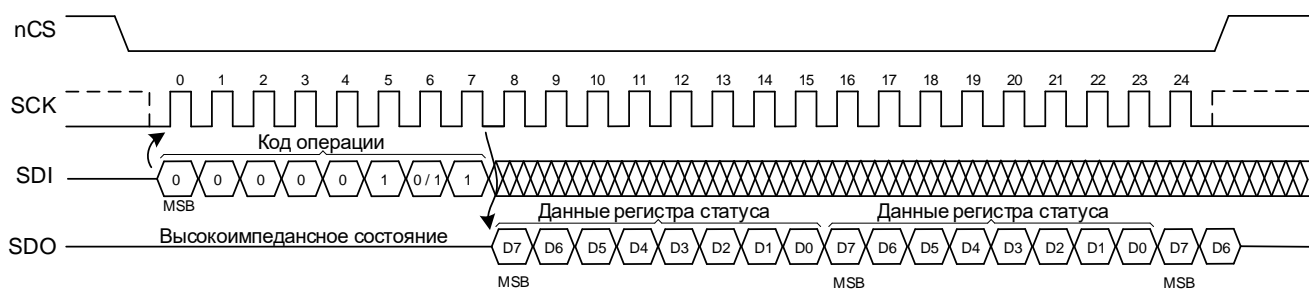 nCS
0 1 2 3 4 5 6 7 8 9 10 11 12 13 14 15 16 17 18 19 20 21 22 23 24
SCK
Код операции
SDI 0 0 0 0 0 1 0 / 1 1
MSB
Данные регистра статуса Данные регистра статуса
Высокоимпедансное состояние
SDO D7 D6 D5 D4 D3 D2 D1 D0 D7 D6 D5 D4 D3 D2 D1 D0 D7 D6
MSB MSB MSB